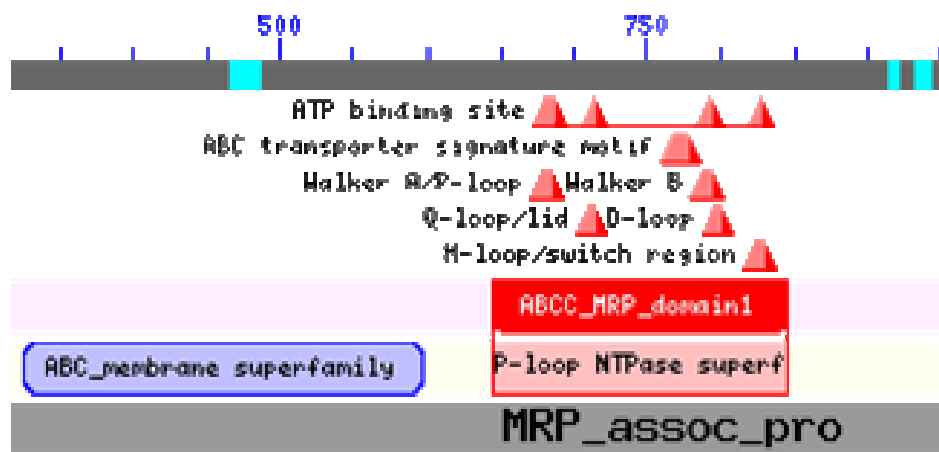 500 750
ATP binding site
ABC transporter signature motif
Walker A/P-loop Walker B
Q-loop/lid D-loop
H-loop/switch region
ABCC_MRP_domain1
ABC_membrane superfamily P-loop NTPase superf
MRP_assoc_pro